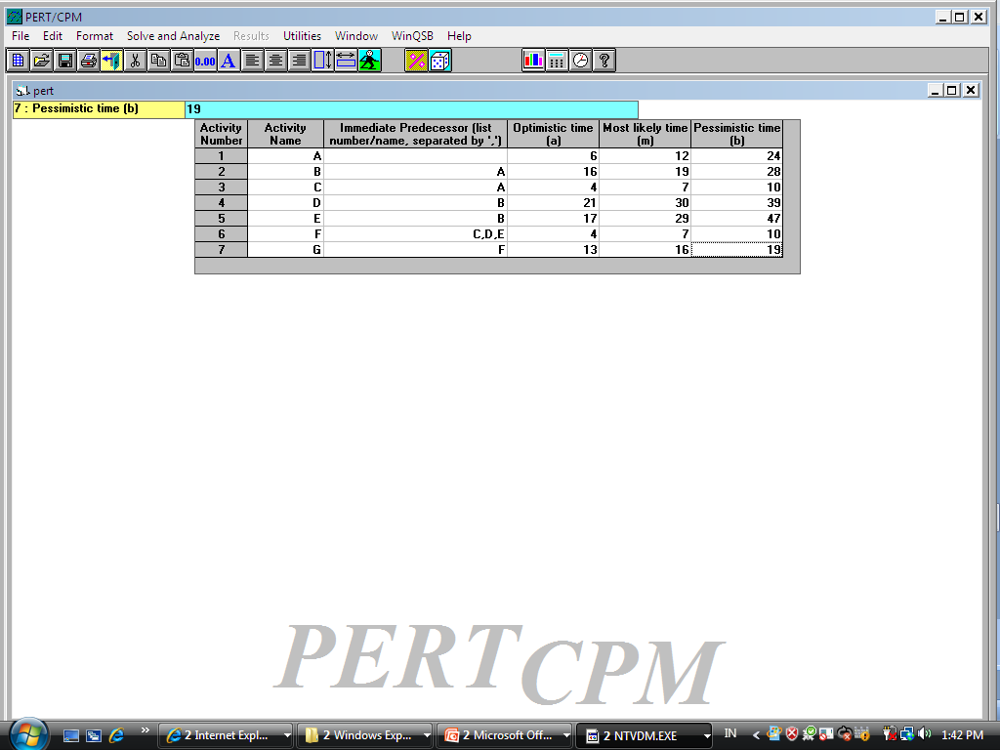 PERT/CPM
File Edit Format Solve and Analyze Results Utilities Window WinQSB Help
0.00 A
pert
7 : Pessimistic time (b) 19
Activity Number Activity Name Immediate Predecessor (list number/name, separated by ',') Optimistic time (a) Most likely time (m) Pessimistic time (b)
1 A 6 12 24
2 B A 16 19 28
3 C A 4 7 10
4 D B 21 30 39
5 E B 17 29 47
6 F C,D,E 4 7 10
7 G F 13 16 19
PERT CPM
2 Internet Expl... 2 Windows Exp... 2 Microsoft Off... 2 NTVDM.EXE IN 1:42 PM